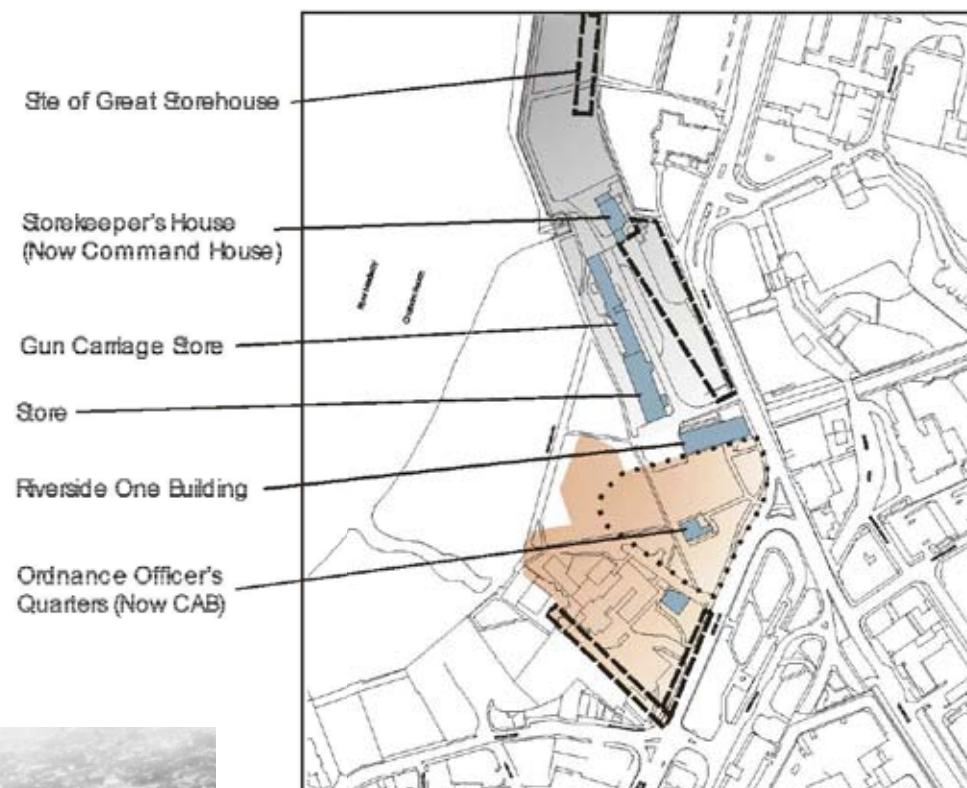 Site of Great Storehouse
Storekeeper's House
(Now Command House)
Gun Carriage Store
Store
Riverside One Building
Ordnance Officer's
Quarters (Now CAB)